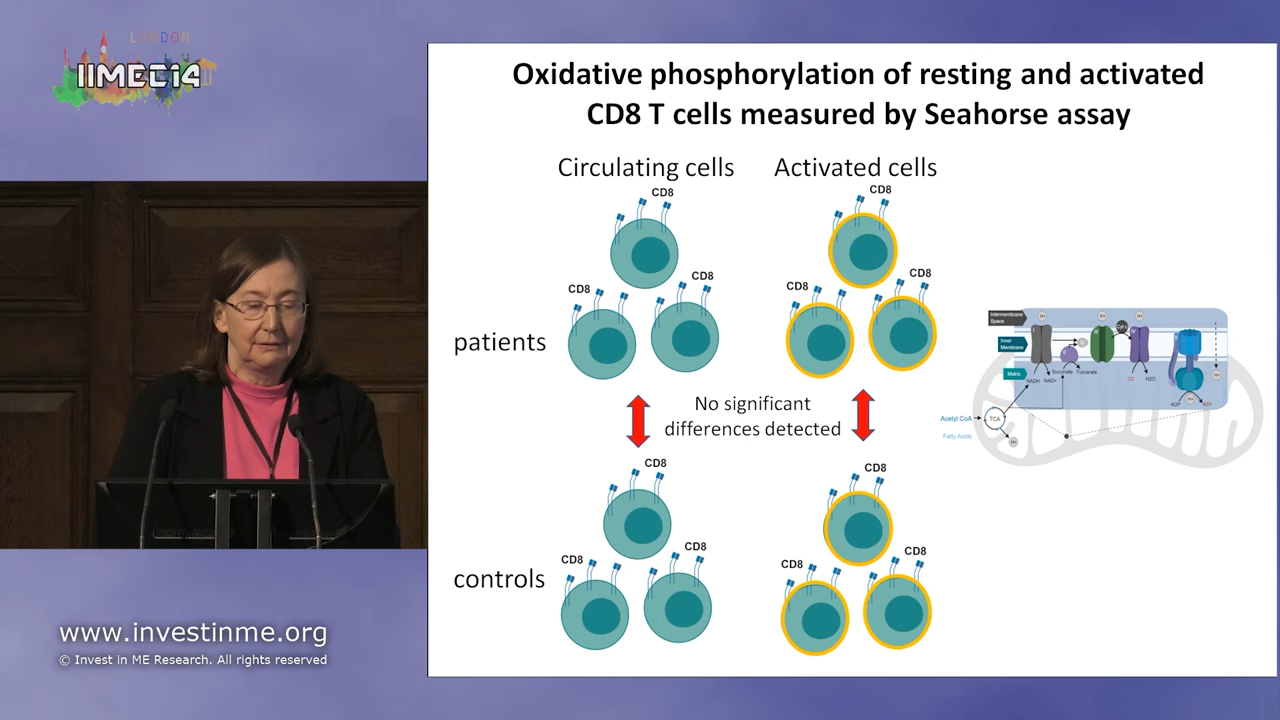 LONDON
IIMEC14
Oxidative phosphorylation of resting and activated
CD8 T cells measured by Seahorse assay
Circulating cells
Activated cells
CD8
CD8
CD8
CD8
CD8
CD8
patients
No significant
differences detected
CD8
CD8
CD8
CD8
CD8
CD8
controls
Intermembrane
Space
Inner
Membrane
Matrix
Cyt c
Succinate
Fumarate
NADH
NAD+
O2
H2O
ADP
ATP
Acetyl CoA
TCA
Fatty Acids
www.investinme.org
© Invest in ME Research. All rights reserved